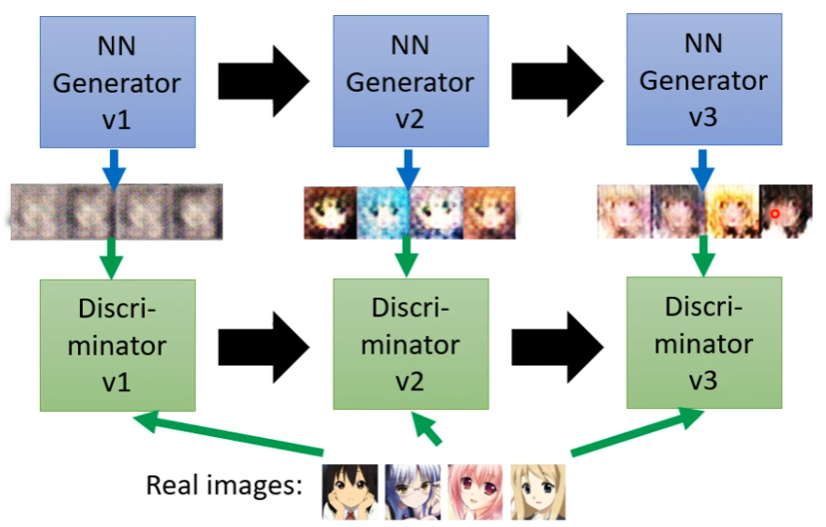 NN
Generator
v1
NN
Generator
v2
NN
Generator
v3
Discri-
minator
v1
Discri-
minator
v2
Discri-
minator
v3
Real images: